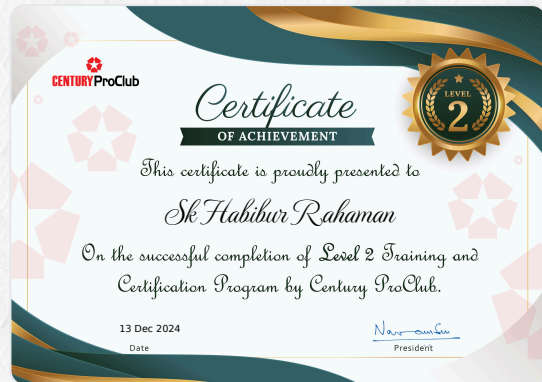 CENTURY ProClub
Certificate
OF ACHIEVEMENT
LEVEL
2
This certificate is proudly presented to
Sk Habibur Rahaman
On the successful completion of Level 2 Training and
Certification Program by Century ProClub.
13 Dec 2024
Date
President